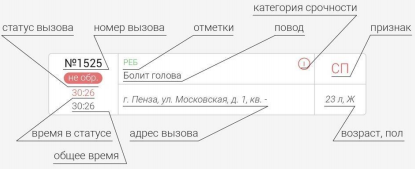 категория срочности
статус вызова
номер вызова
отметки
повод
признак
№1525
РЕБ
не обр.
Болит голова
СП
30:26
30:26
г. Пенза, ул. Московская, д. 1, кв. -
23 л, Ж
время в статусе
адрес вызова
возраст, пол
общее время